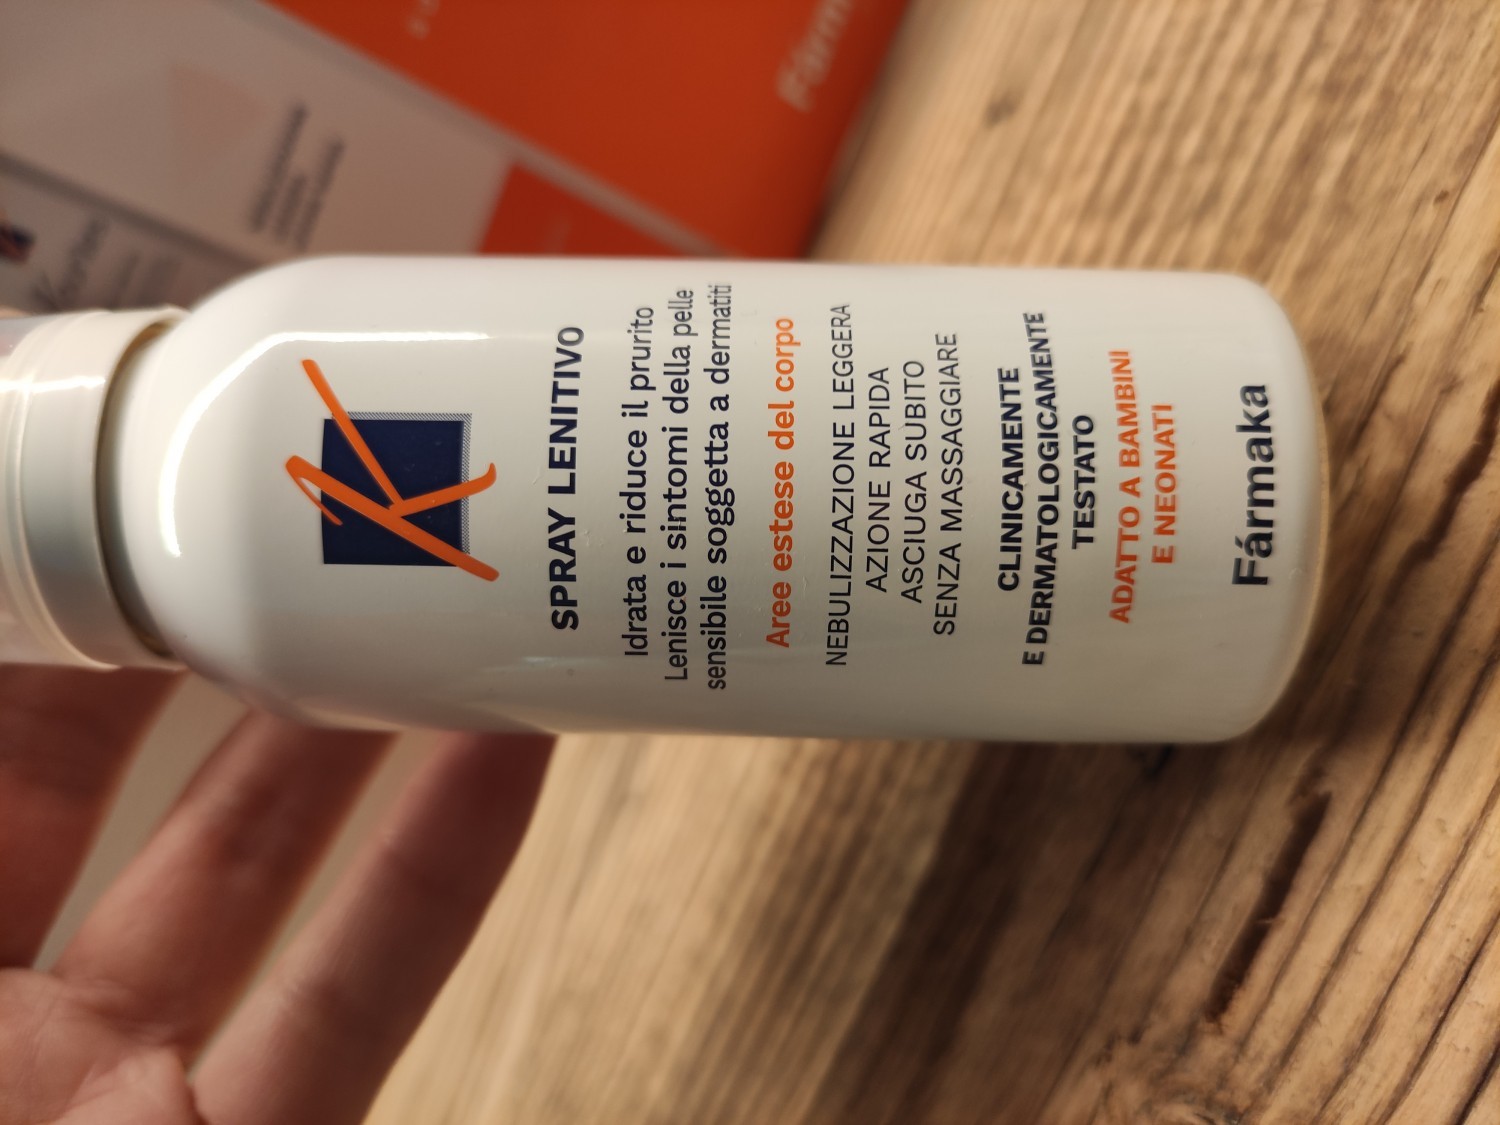 K
SPRAY LENITIVO
Idrata e riduce il prurito
Lenisce i sintomi della pelle
sensibile soggetta a dermatiti
Aree estese del corpo
NEBULIZZAZIONE LEGGERA
AZIONE RAPIDA
ASCIUGA SUBITO
SENZA MASSAGGIARE
CLINICAMENTE
E DERMATOLOGICAMENTE
TESTATO
ADATTO A BAMBINI
E NEONATI
Fármaka
Fárm